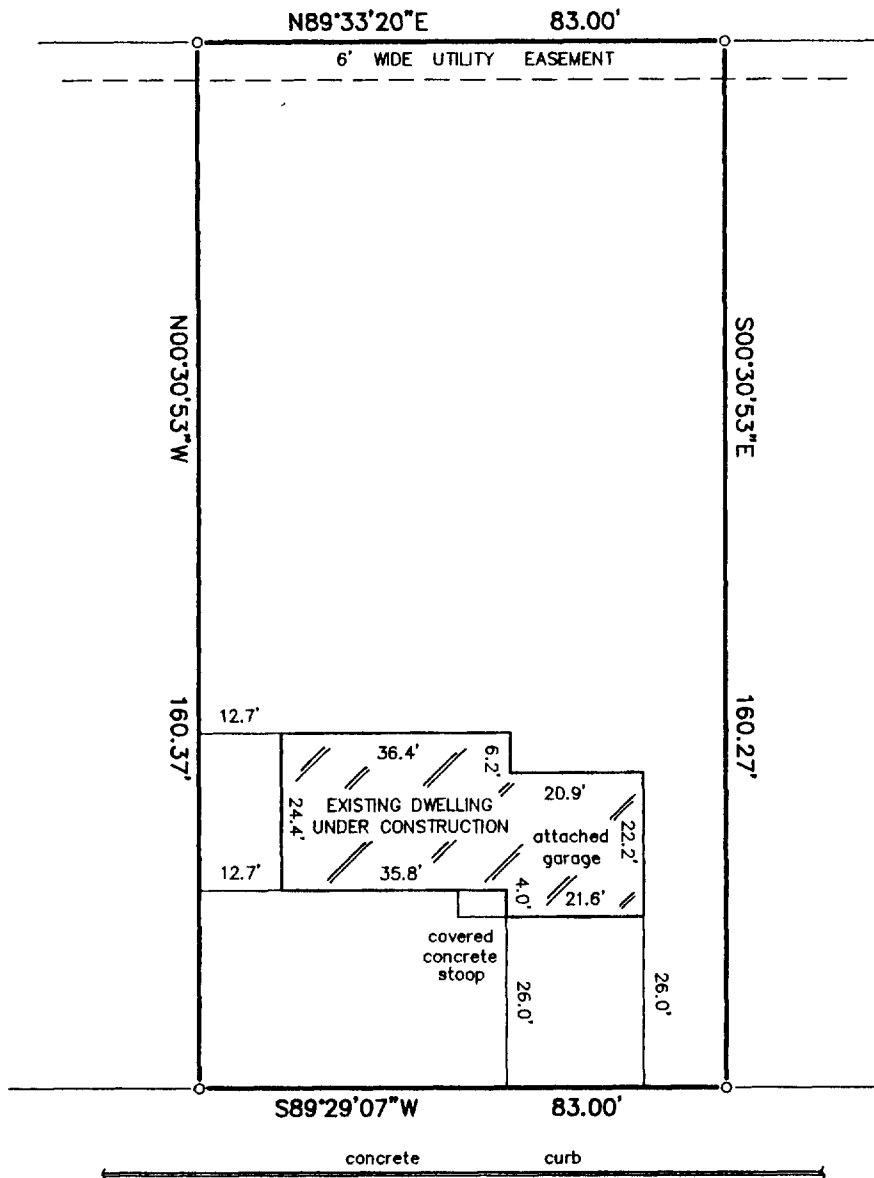 N89°33'20"E 83.00'
6' WIDE UTILITY EASEMENT
N00°30'53"W
S00°30'53"E
160.37'
160.27'
12.7'
36.4'
6.2'
20.9'
24.4'
EXISTING DWELLING
UNDER CONSTRUCTION
22.2'
attached
garage
12.7'
35.8'
4.0'
21.6'
covered
concrete
stoop
26.0'
26.0'
S89°29'07"W 83.00'
concrete curb